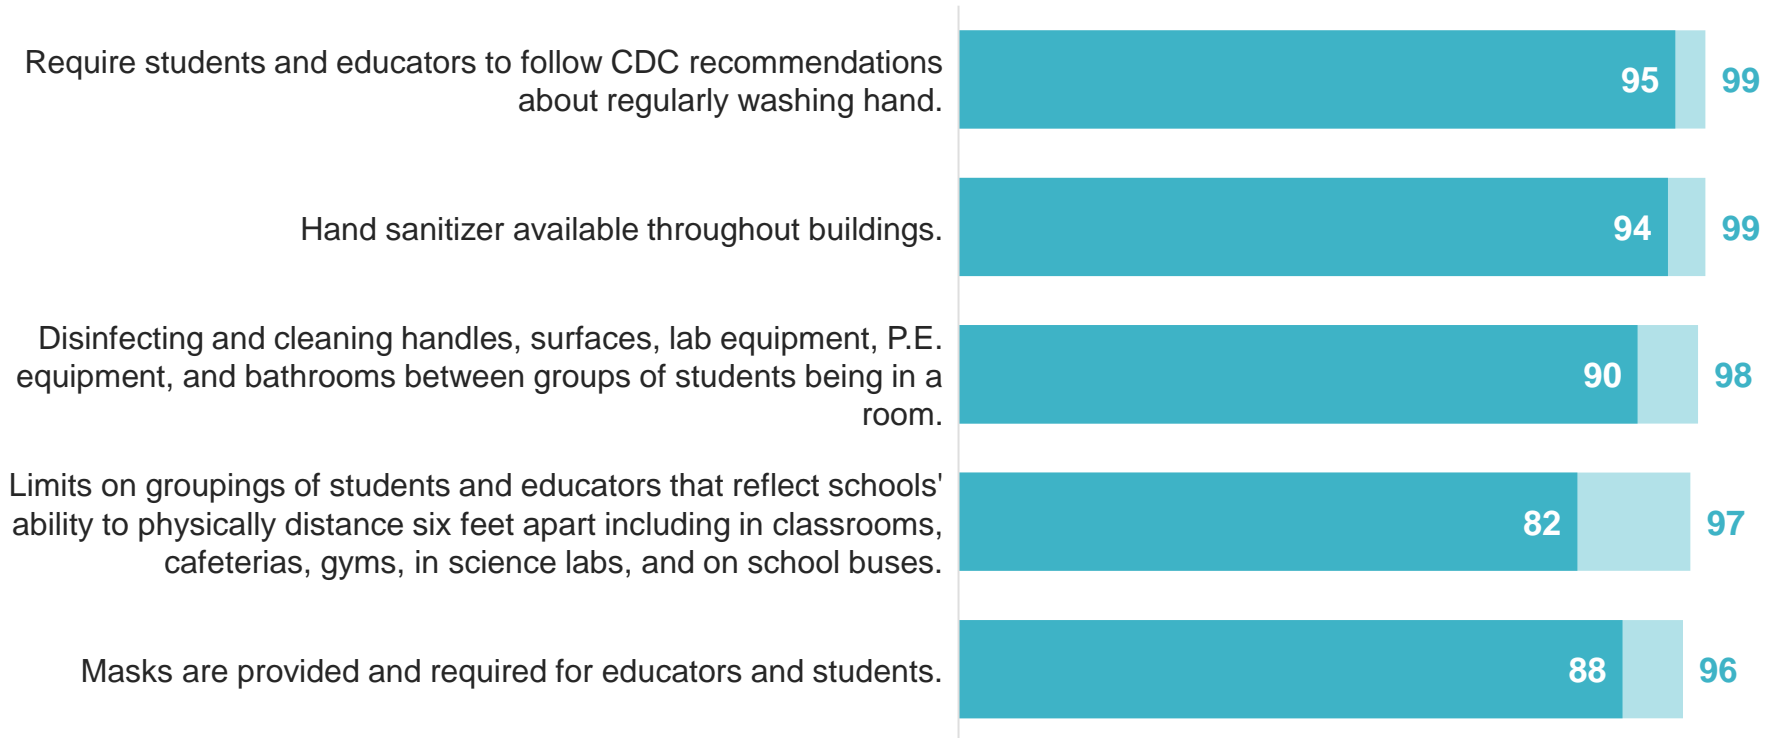 Require students and educators to follow CDC recommendations
about regularly washing hand.
95 99
Hand sanitizer available throughout buildings.
94 99
Disinfecting and cleaning handles, surfaces, lab equipment, P.E.
equipment, and bathrooms between groups of students being in a
room.
90 98
Limits on groupings of students and educators that reflect schools'
ability to physically distance six feet apart including in classrooms,
cafeterias, gyms, in science labs, and on school buses.
82 97
Masks are provided and required for educators and students.
88 96